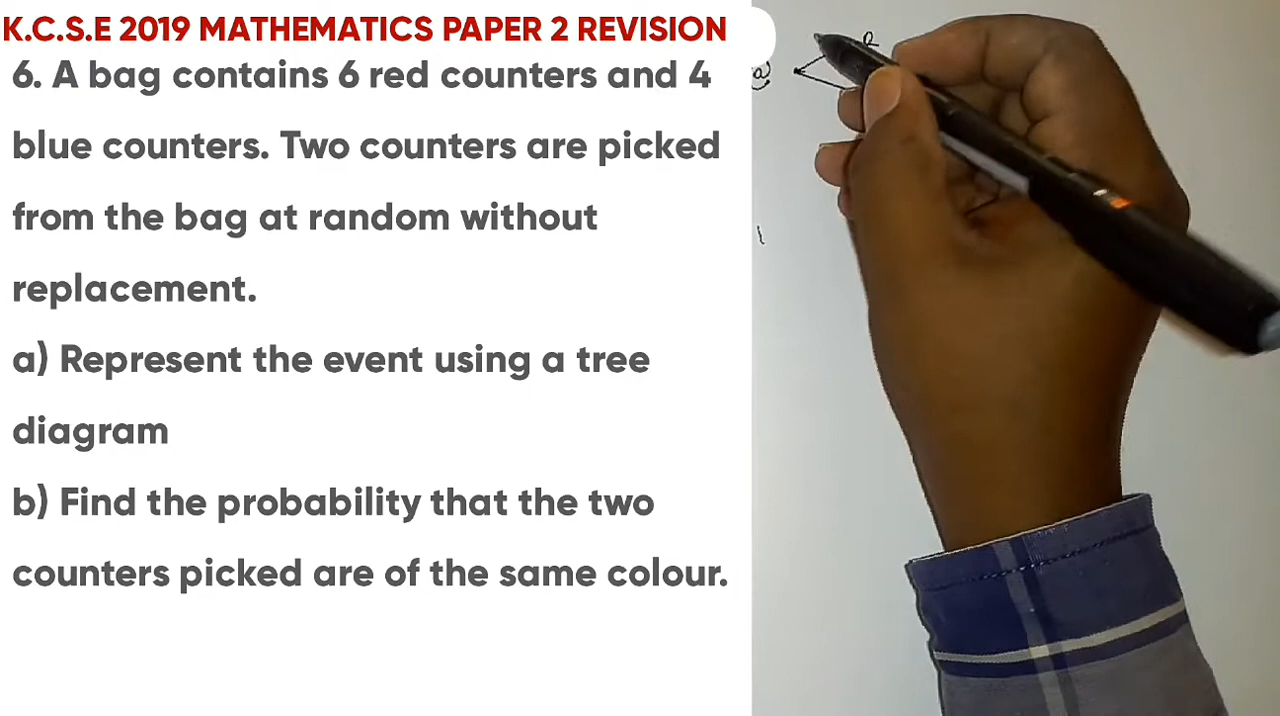 K.C.S.E 2019 MATHEMATICS PAPER 2 REVISION
6. A bag contains 6 red counters and 4
blue counters. Two counters are picked
from the bag at random without
replacement.
a) Represent the event using a tree
diagram
b) Find the probability that the two
counters picked are of the same colour.
(a)
R